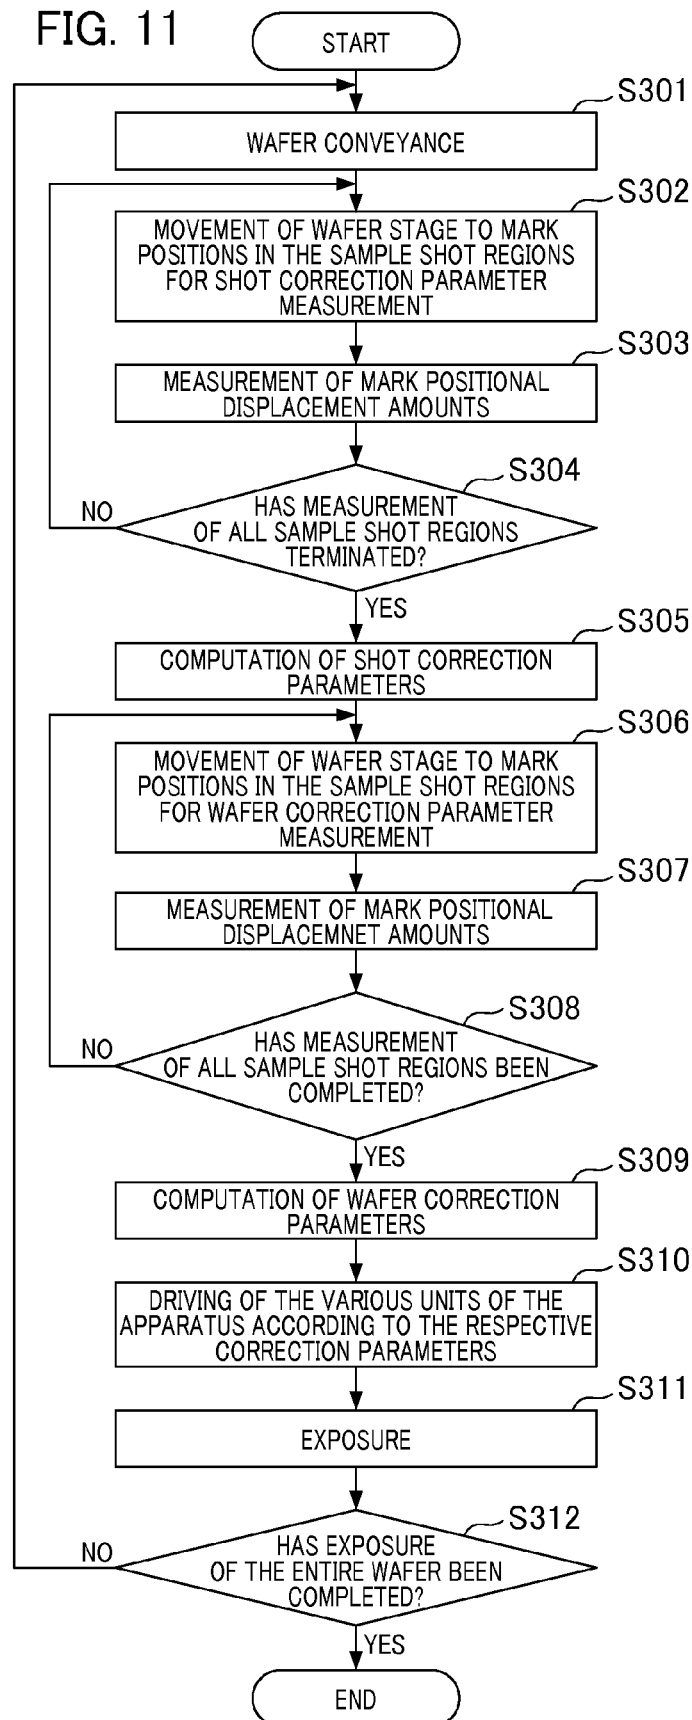 FIG. 11
START
S301
WAFER CONVEYANCE
S302
MOVEMENT OF WAFER STAGE TO MARK
POSITIONS IN THE SAMPLE SHOT REGIONS
FOR SHOT CORRECTION PARAMETER
MEASUREMENT
S303
MEASUREMENT OF MARK POSITIONAL
DISPLACEMENT AMOUNTS
S304
HAS MEASUREMENT
OF ALL SAMPLE SHOT REGIONS
TERMINATED?
NO
YES
S305
COMPUTATION OF SHOT CORRECTION
PARAMETERS
S306
MOVEMENT OF WAFER STAGE TO MARK
POSITIONS IN THE SAMPLE SHOT REGIONS
FOR WAFER CORRECTION PARAMETER
MEASUREMENT
S307
MEASUREMENT OF MARK POSITIONAL
DISPLACEMNET AMOUNTS
S308
HAS MEASUREMENT
OF ALL SAMPLE SHOT REGIONS BEEN
COMPLETED?
NO
YES
S309
COMPUTATION OF WAFER CORRECTION
PARAMETERS
S310
DRIVING OF THE VARIOUS UNITS OF THE
APPARATUS ACCORDING TO THE RESPECTIVE
CORRECTION PARAMETERS
S311
EXPOSURE
S312
HAS EXPOSURE
OF THE ENTIRE WAFER BEEN
COMPLETED?
NO
YES
END